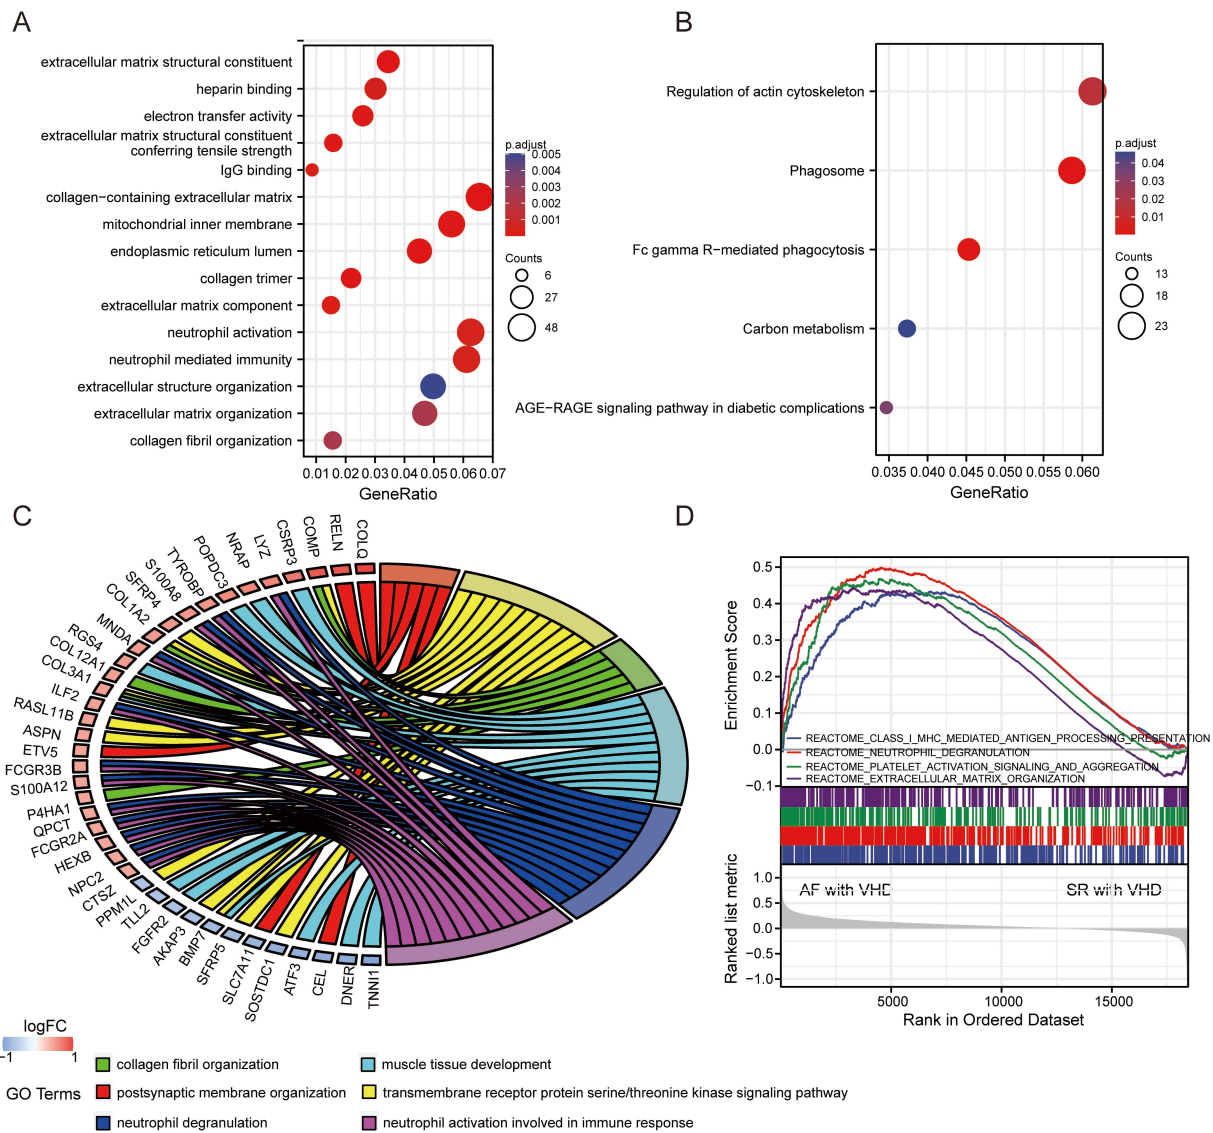 A
extracellular matrix structural constituent
heparin binding
electron transfer activity
extracellular matrix structural constituent
conferring tensile strength
IgG binding
collagen−containing extracellular matrix
mitochondrial inner membrane
endoplasmic reticulum lumen
collagen trimer
extracellular matrix component
neutrophil activation
neutrophil mediated immunity
extracellular structure organization
extracellular matrix organization
collagen fibril organization
0.01 0.02 0.03 0.04 0.05 0.06 0.07
GeneRatio
p.adjust
0.005
0.004
0.003
0.002
0.001
Counts
6
27
48
B
Regulation of actin cytoskeleton
Phagosome
Fc gamma R−mediated phagocytosis
Carbon metabolism
AGE−RAGE signaling pathway in diabetic complications
0.035 0.040 0.045 0.050 0.055 0.060
GeneRatio
p.adjust
0.04
0.03
0.02
0.01
Counts
13
18
23
C
COLQ
RELN
COMP
CSRP3
LYZ
NRAP
POPDC3
TYROBP
S100A8
SFRP4
COL1A2
MNDA
RGS4
COL12A1
COL3A1
ILF2
RASL11B
ASPN
ETV5
FCGR3B
S100A12
P4HA1
QPCT
FCGR2A
HEXB
NPC2
CTSZ
PPM1L
TLL2
FGFR2
AKAP3
BMP7
SFRP5
SLC7A11
SOSTDC1
ATF3
CEL
DNER
TNNI1
logFC
−1 1
GO Terms
collagen fibril organization
postsynaptic membrane organization
neutrophil degranulation
muscle tissue development
transmembrane receptor protein serine/threonine kinase signaling pathway
neutrophil activation involved in immune response
D
Enrichment Score
0.5
0.4
0.3
0.2
0.1
0.0
−0.1
REACTOME_CLASS_I_MHC_MEDIATED_ANTIGEN_PROCESSING_PRESENTATION
REACTOME_NEUTROPHIL_DEGRANULATION
REACTOME_PLATELET_ACTIVATION_SIGNALING_AND_AGGREGATION
REACTOME_EXTRACELLULAR_MATRIX_ORGANIZATION
Ranked list metric
1.0
0.5
0.0
−0.5
−1.0
AF with VHD
SR with VHD
5000 10000 15000
Rank in Ordered Dataset